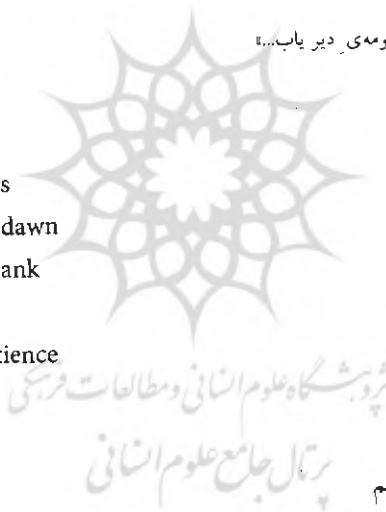 ومه‌ی ِ دیر یاب...»
s
dawn
ank
tience
پژوهشگاه علوم انسانی و مطالعات فرهنگی
پرتال جامع علوم انسانی
م